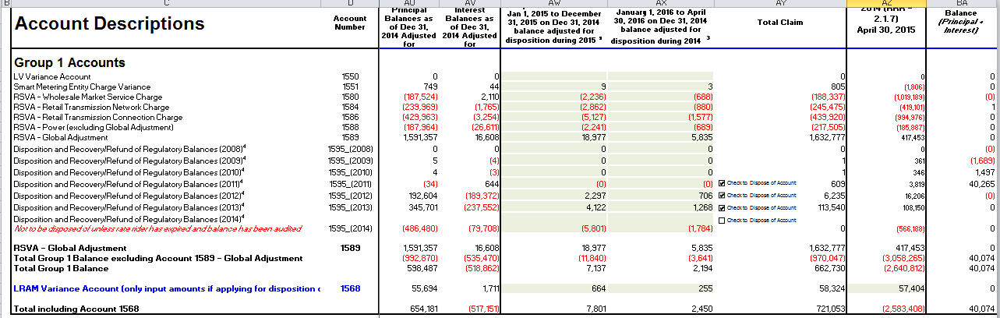 B C D AU AV AW AX AY AZ BA
Account Descriptions
Account Number
Principal Balances as of Dec 31, 2014 Adjusted for
Interest Balances as of Dec 31, 2014 Adjusted for
Jan 1, 2015 to December 31, 2015 on Dec 31, 2014 balance adjusted for disposition during 2015
January 1, 2016 to April 30, 2016 on Dec 31, 2014 balance adjusted for disposition during 2014 3
Total Claim
2.1.7) April 30, 2015
Balance (Principal + Interest)
Group 1 Accounts
LV Variance Account 1550 0 0 0 0 0
Smart Metering Entity Charge Variance 1551 749 44 9 3 805 (1,806) 0
RSVA - Wholesale Market Service Charge 1580 (187,524) 2,110 (2,236) (688) (188,337) (1,019,189) (0)
RSVA - Retail Transmission Network Charge 1584 (239,969) (1,765) (2,862) (880) (245,475) (419,101) 1
RSVA - Retail Transmission Connection Charge 1586 (429,963) (3,254) (5,127) (1,577) (439,920) (994,976) 0
RSVA - Power (excluding Global Adjustment) 1588 (187,964) (26,611) (2,241) (689) (217,505) (185,887) 0
RSVA - Global Adjustment 1589 1,591,357 16,608 18,977 5,835 1,632,777 417,453 0
Disposition and Recovery/Refund of Regulatory Balances (2008)4 1595_(2008) 0 0 0 0 0 0 (0)
Disposition and Recovery/Refund of Regulatory Balances (2009)4 1595_(2009) 5 (4) 0 0 1 361 (1,689)
Disposition and Recovery/Refund of Regulatory Balances (2010)4 1595_(2010) 4 (3) 0 0 1 346 1,497
Disposition and Recovery/Refund of Regulatory Balances (2011)4 1595_(2011) (34) 644 (0) (0) Check to Dispose of Account 609 3,819 40,265
Disposition and Recovery/Refund of Regulatory Balances (2012)4 1595_(2012) 192,604 (189,372) 2,297 706 Check to Dispose of Account 6,235 16,206 (0)
Disposition and Recovery/Refund of Regulatory Balances (2013)4 1595_(2013) 345,701 (237,552) 4,122 1,268 Check to Dispose of Account 113,540 108,150 0
Disposition and Recovery/Refund of Regulatory Balances (2014)4 Check to Dispose of Account
Not to be disposed of unless rate rider has expired and balance has been audited 1595_(2014) (486,480) (79,708) (5,801) (1,784) 0 (566,188) 0
RSVA - Global Adjustment 1589 1,591,357 16,608 18,977 5,835 1,632,777 417,453 0
Total Group 1 Balance excluding Account 1589 - Global Adjustment (992,870) (535,470) (11,840) (3,641) (970,047) (3,058,265) 40,074
Total Group 1 Balance 598,487 (518,862) 7,137 2,194 662,730 (2,640,812) 40,074
LRAM Variance Account (only input amounts if applying for disposition 1568 55,694 1,711 664 255 58,324 57,404 0
Total including Account 1568 654,181 (517,151) 7,801 2,450 721,053 (2,583,408) 40,074